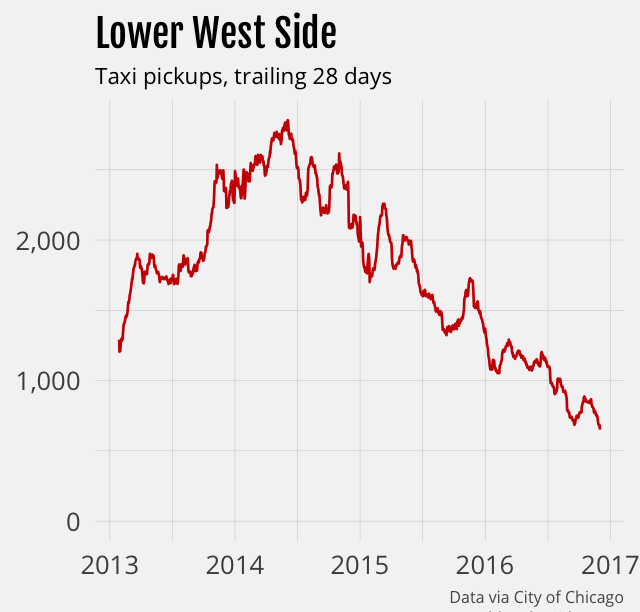 Lower West Side
Taxi pickups, trailing 28 days
2,000
1,000
0
2013 2014 2015 2016 2017
Data via City of Chicago